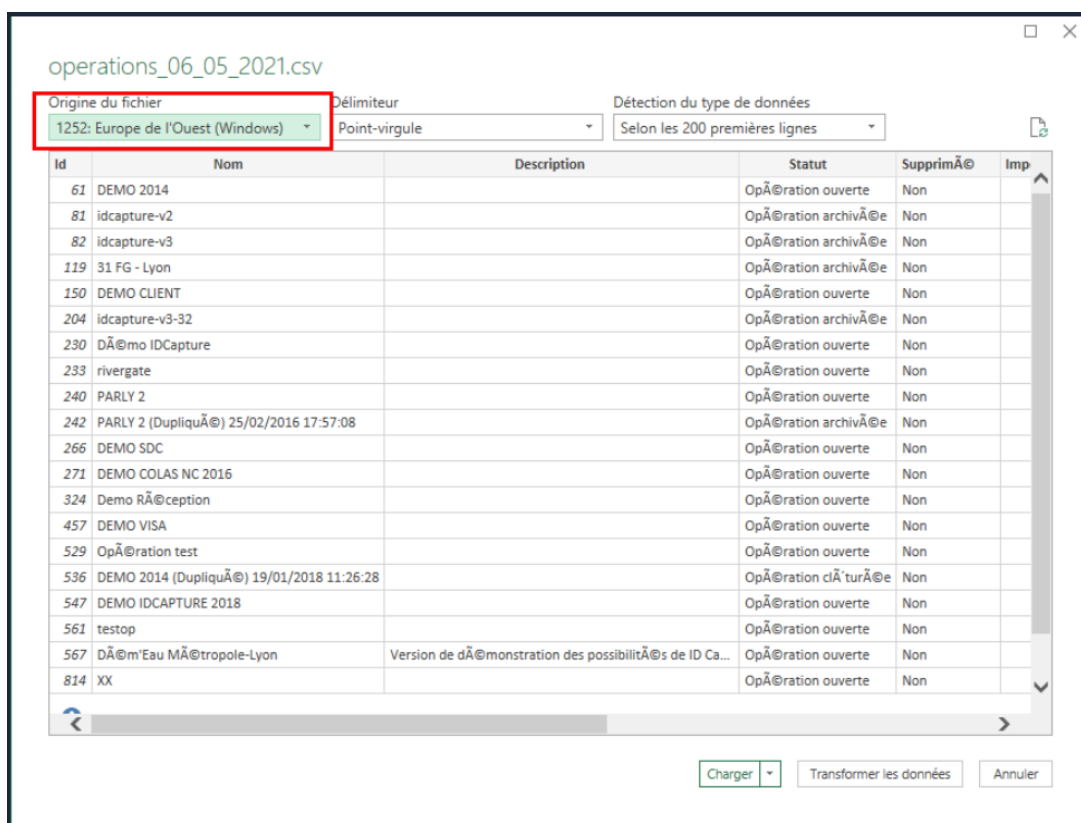 operations_06_05_2021.csv
Origine du fichier Délimiteur Détection du type de données
1252: Europe de l'Ouest (Windows) Point-virgule Selon les 200 premières lignes
Id Nom Description Statut SupprimÃ© Imp
61 DEMO 2014 OpÃ©ration ouverte Non
81 idcapture-v2 OpÃ©ration archivÃ©e Non
82 idcapture-v3 OpÃ©ration archivÃ©e Non
119 31 FG - Lyon OpÃ©ration archivÃ©e Non
150 DEMO CLIENT OpÃ©ration ouverte Non
204 idcapture-v3-32 OpÃ©ration archivÃ©e Non
230 DÃ©mo IDCapture OpÃ©ration ouverte Non
233 rivergate OpÃ©ration ouverte Non
240 PARLY 2 OpÃ©ration ouverte Non
242 PARLY 2 (DupliquÃ©) 25/02/2016 17:57:08 OpÃ©ration archivÃ©e Non
266 DEMO SDC OpÃ©ration ouverte Non
271 DEMO COLAS NC 2016 OpÃ©ration ouverte Non
324 Demo RÃ©ception OpÃ©ration ouverte Non
457 DEMO VISA OpÃ©ration ouverte Non
529 OpÃ©ration test OpÃ©ration ouverte Non
536 DEMO 2014 (DupliquÃ©) 19/01/2018 11:26:28 OpÃ©ration clÃ´turÃ©e Non
547 DEMO IDCAPTURE 2018 OpÃ©ration ouverte Non
561 testop OpÃ©ration ouverte Non
567 DÃ©m'Eau MÃ©tropole-Lyon Version de dÃ©monstration des possibilitÃ©s de ID Ca... OpÃ©ration ouverte Non
814 XX OpÃ©ration ouverte Non
Charger Transformer les données Annuler